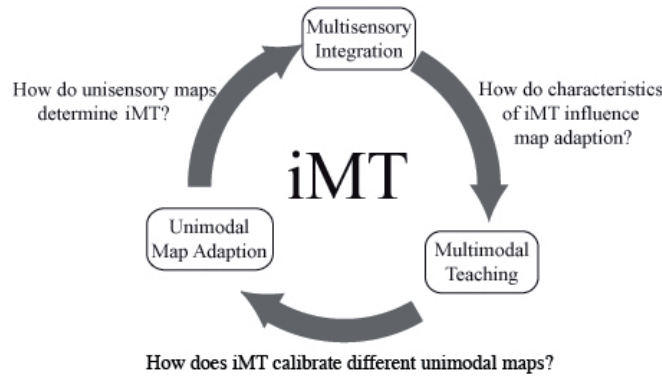 Multisensory
Integration
How do unisensory maps
determine iMT?
How do characteristics
of iMT influence
map adaption?
iMT
Unimodal
Map Adaption
Multimodal
Teaching
How does iMT calibrate different unimodal maps?